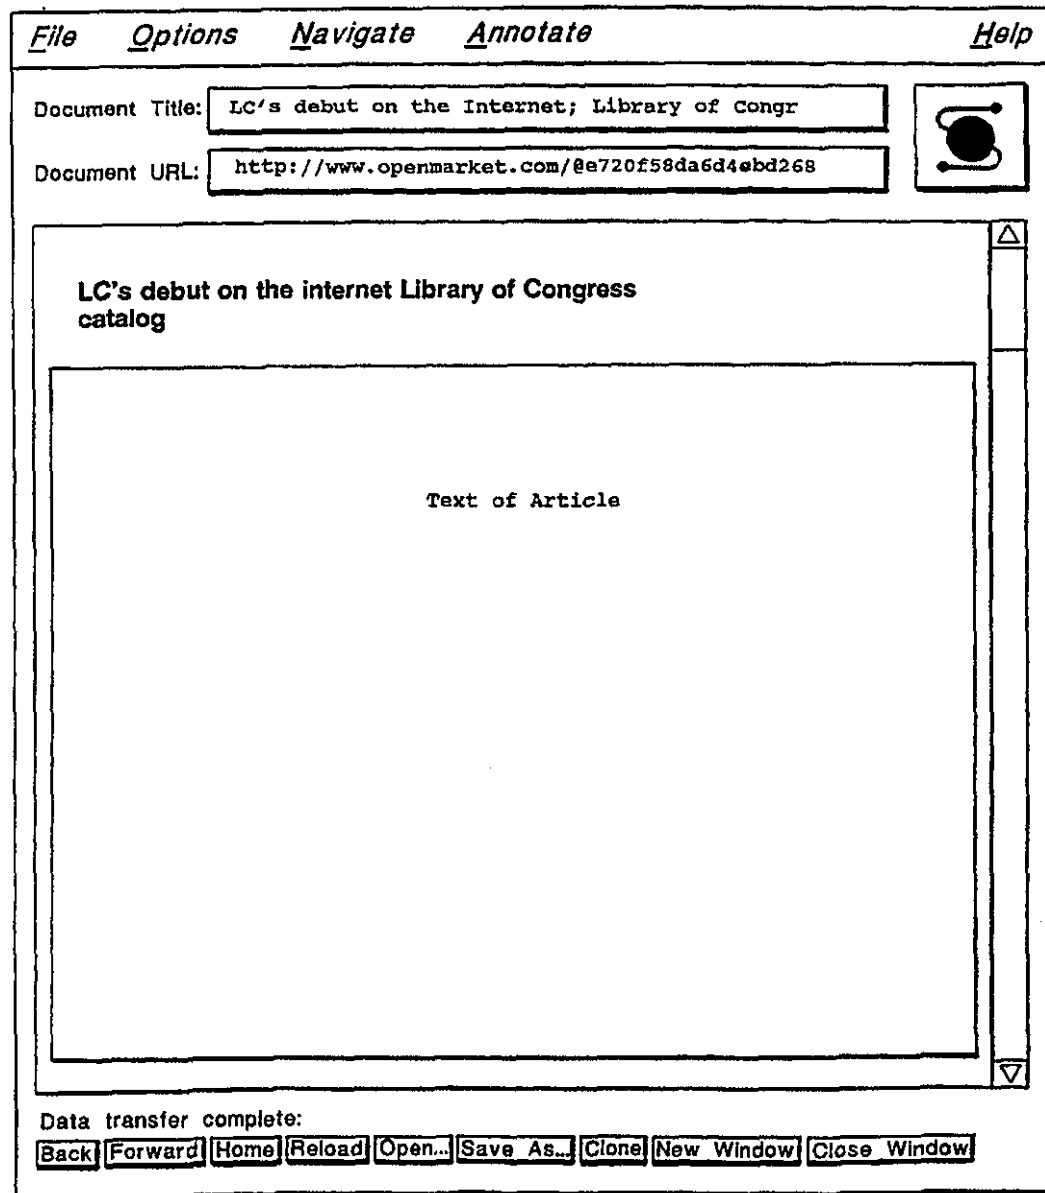 File Options Navigate Annotate Help
Document Title: LC's debut on the Internet; Library of Congr
Document URL: http://www.openmarket.com/@e720f58da6d4ebd268
LC's debut on the internet Library of Congress
catalog
Text of Article
Data transfer complete:
Back Forward Home Reload Open... Save As... Clone New Window Close Window